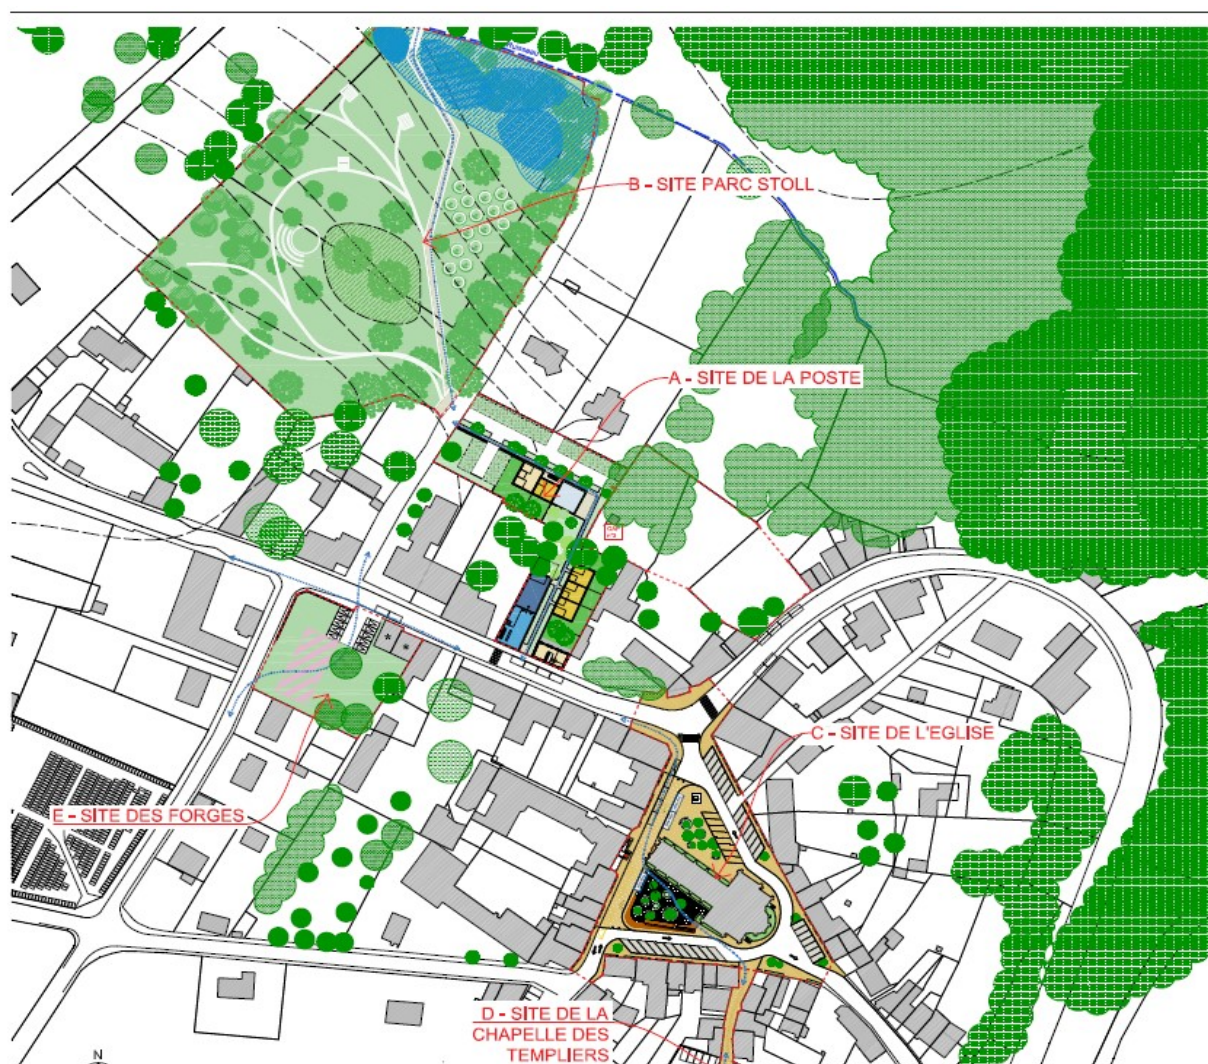 ruisseau
B - SITE PARC STOLL
A - SITE DE LA POSTE
C - SITE DE L'EGLISE
E - SITE DES FORGES
D - SITE DE LA
CHAPELLE DES
TEMPLIERS
N